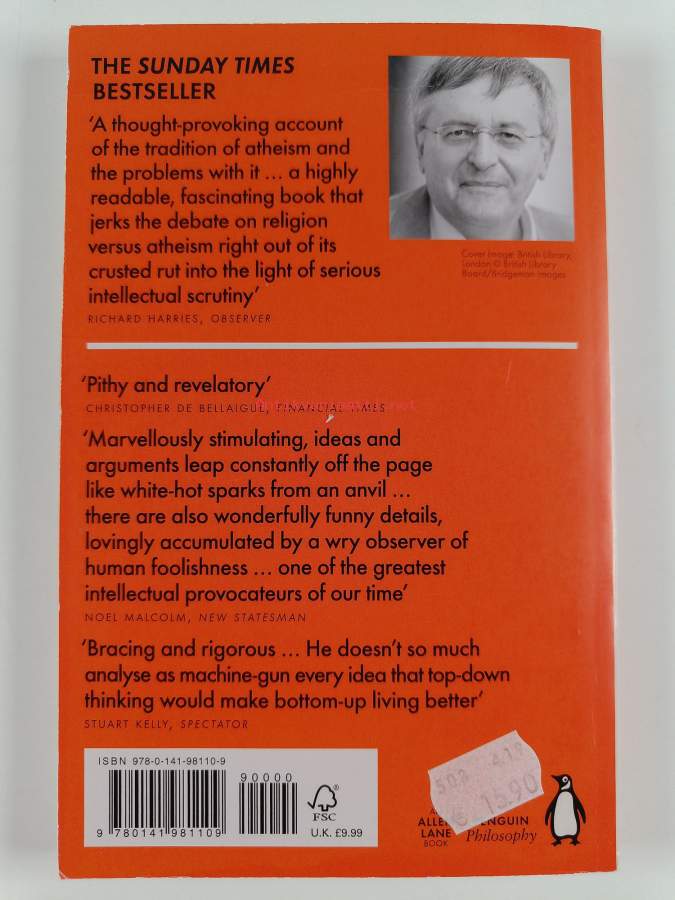 THE SUNDAY TIMES
BESTSELLER
‘A thought-provoking account
of the tradition of atheism and
the problems with it ... a highly
readable, fascinating book that
jerks the debate on religion
versus atheism right out of its
crusted rut into the light of serious
intellectual scrutiny’
RICHARD HARRIES, OBSERVER
Cover image: British Library,
London © British Library
Board/Bridgeman Images
‘Pithy and revelatory’
CHRISTOPHER DE BELLAIGUE, FINANCIAL TIMES
‘Marvellously stimulating, ideas and
arguments leap constantly off the page
like white-hot sparks from an anvil ...
there are also wonderfully funny details,
lovingly accumulated by a wry observer of
human foolishness ... one of the greatest
intellectual provocateurs of our time’
NOEL MALCOLM, NEW STATESMAN
‘Bracing and rigorous ... He doesn’t so much
analyse as machine-gun every idea that top-down
thinking would make bottom-up living better’
STUART KELLY, SPECTATOR
ISBN 978-0-141-98110-9
90000
9 780141 981109
FSC
U.K. £9.99
€ 15.90
ALLEN
LANE
BOOK
Philosophy